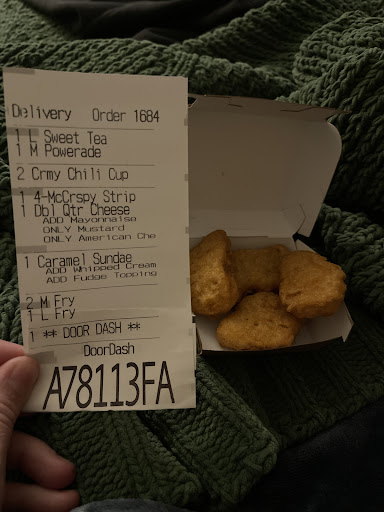 Delivery Order 1684
1 L Sweet Tea
1 M Powerade
2 Crmy Chili Cup
1 4-McCrspy Strip
1 Dbl Qtr Cheese
ADD Mayonnaise
ONLY Mustard
ONLY American Che
1 Caramel Sundae
ADD Whipped Cream
ADD Fudge Topping
2 M Fry
1 L Fry
1 ** DOOR DASH **
DoorDash
A78113FA